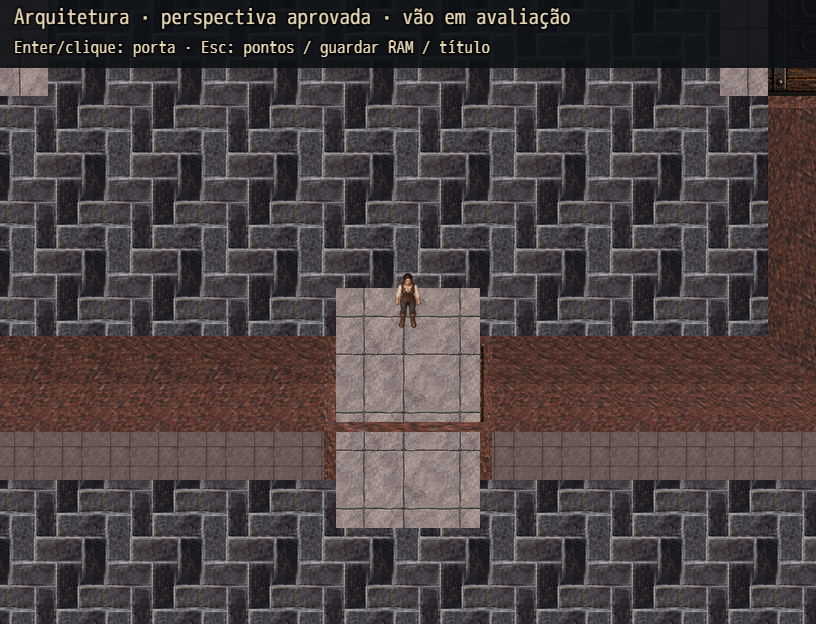 Arquitetura · perspectiva aprovada · vão em avaliação
Enter/clique: porta · Esc: pontos / guardar RAM / título